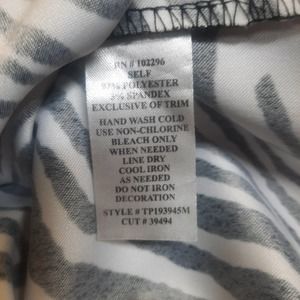 RN # 102296
SELF
97% POLYESTER
3% SPANDEX
EXCLUSIVE OF TRIM
HAND WASH COLD
USE NON-CHLORINE
BLEACH ONLY
WHEN NEEDED
LINE DRY
COOL IRON
AS NEEDED
DO NOT IRON
DECORATION
STYLE # TP193945M
CUT # 39494